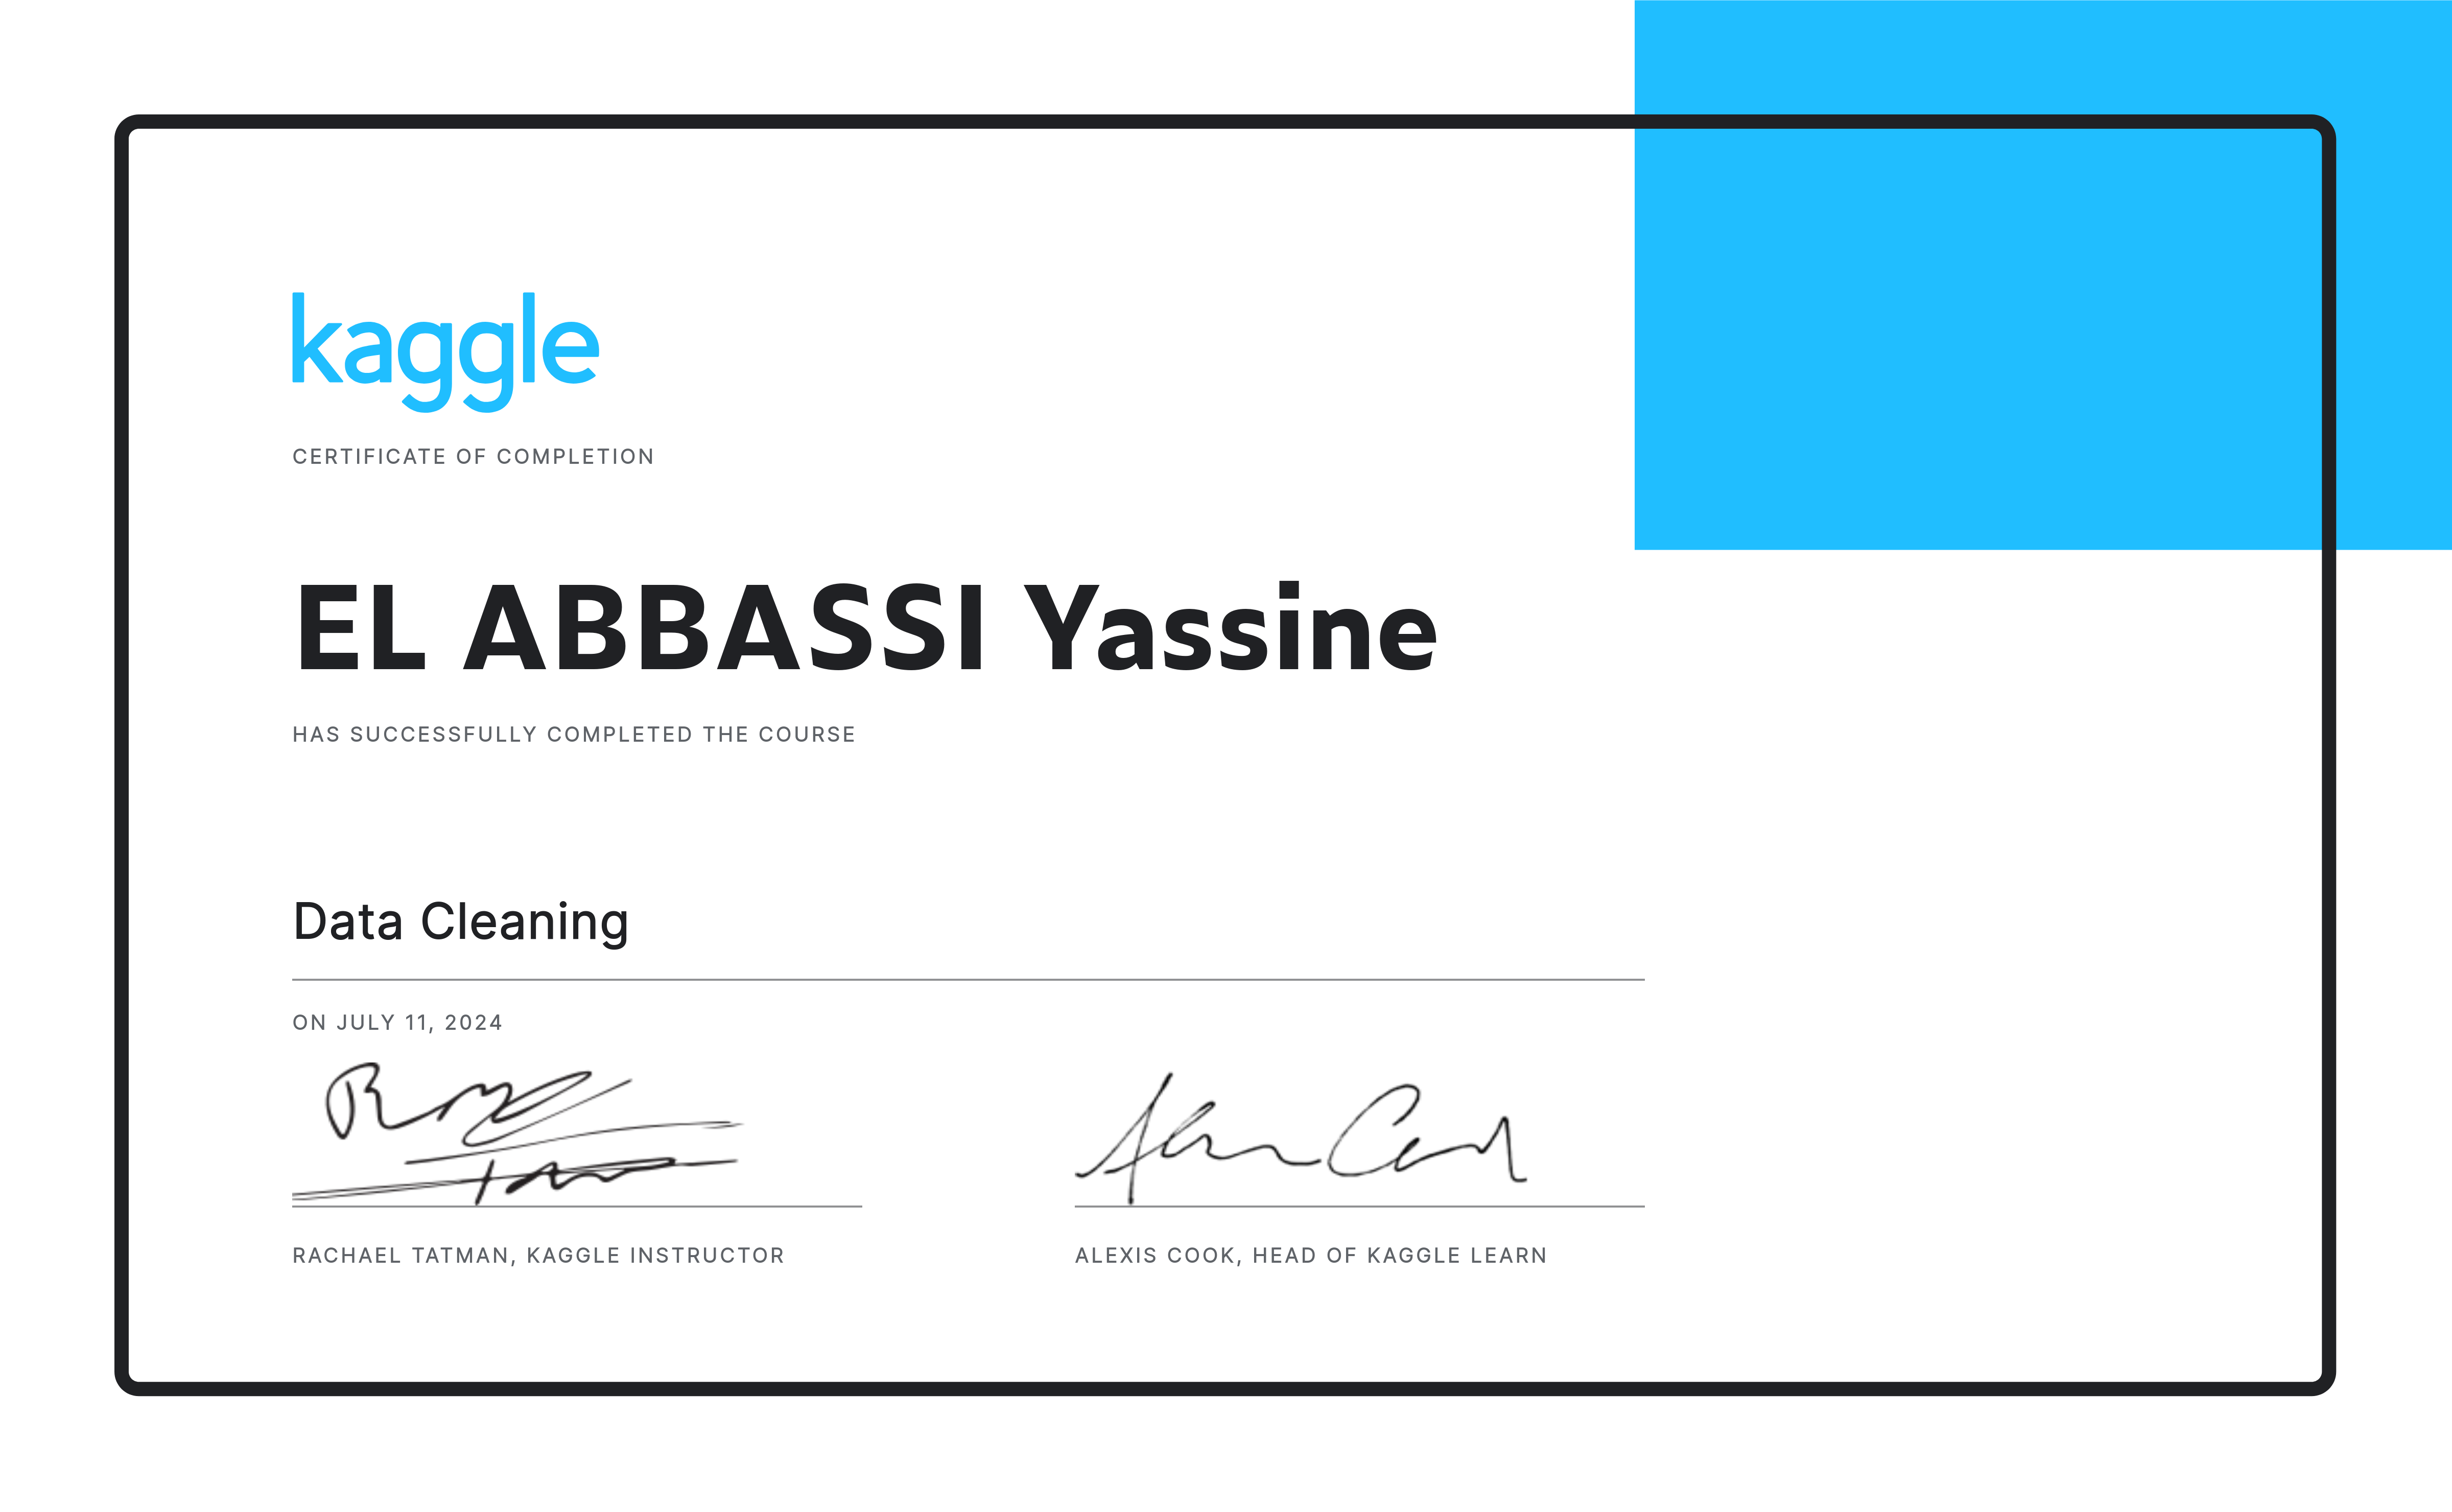 kaggle
CERTIFICATE OF COMPLETION
EL ABBASSI Yassine
HAS SUCCESSFULLY COMPLETED THE COURSE
Data Cleaning
ON JULY 11, 2024
RACHAEL TATMAN, KAGGLE INSTRUCTOR
ALEXIS COOK, HEAD OF KAGGLE LEARN